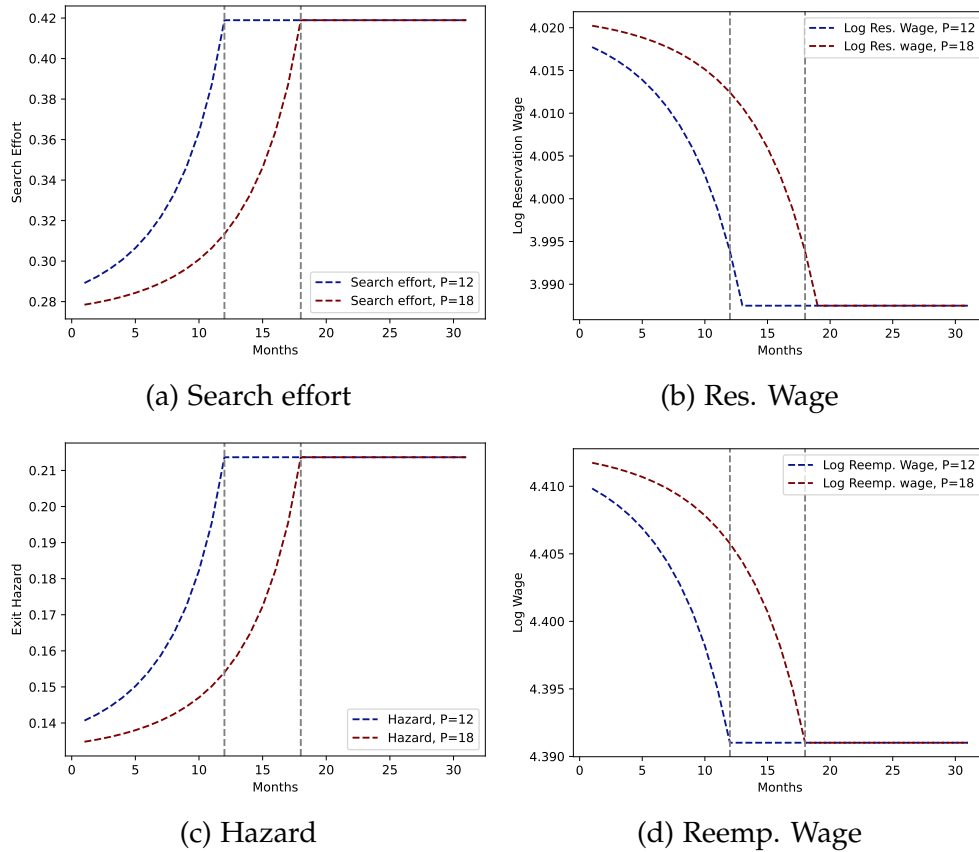 0.42
0.40
0.38
0.36
0.34
0.32
0.30
0.28
Search Effort
Search effort, P=12
Search effort, P=18
0 5 10 15 20 25 30
Months
(a) Search effort
4.020
4.015
4.010
4.005
4.000
3.995
3.990
Log Reservation Wage
Log Res. Wage, P=12
Log Res. wage, P=18
0 5 10 15 20 25 30
Months
(b) Res. Wage
0.21
0.20
0.19
0.18
0.17
0.16
0.15
0.14
Exit Hazard
Hazard, P=12
Hazard, P=18
0 5 10 15 20 25 30
Months
(c) Hazard
4.410
4.405
4.400
4.395
4.390
Log Wage
Log Reemp. Wage, P=12
Log Reemp. wage, P=18
0 5 10 15 20 25 30
Months
(d) Reemp. Wage